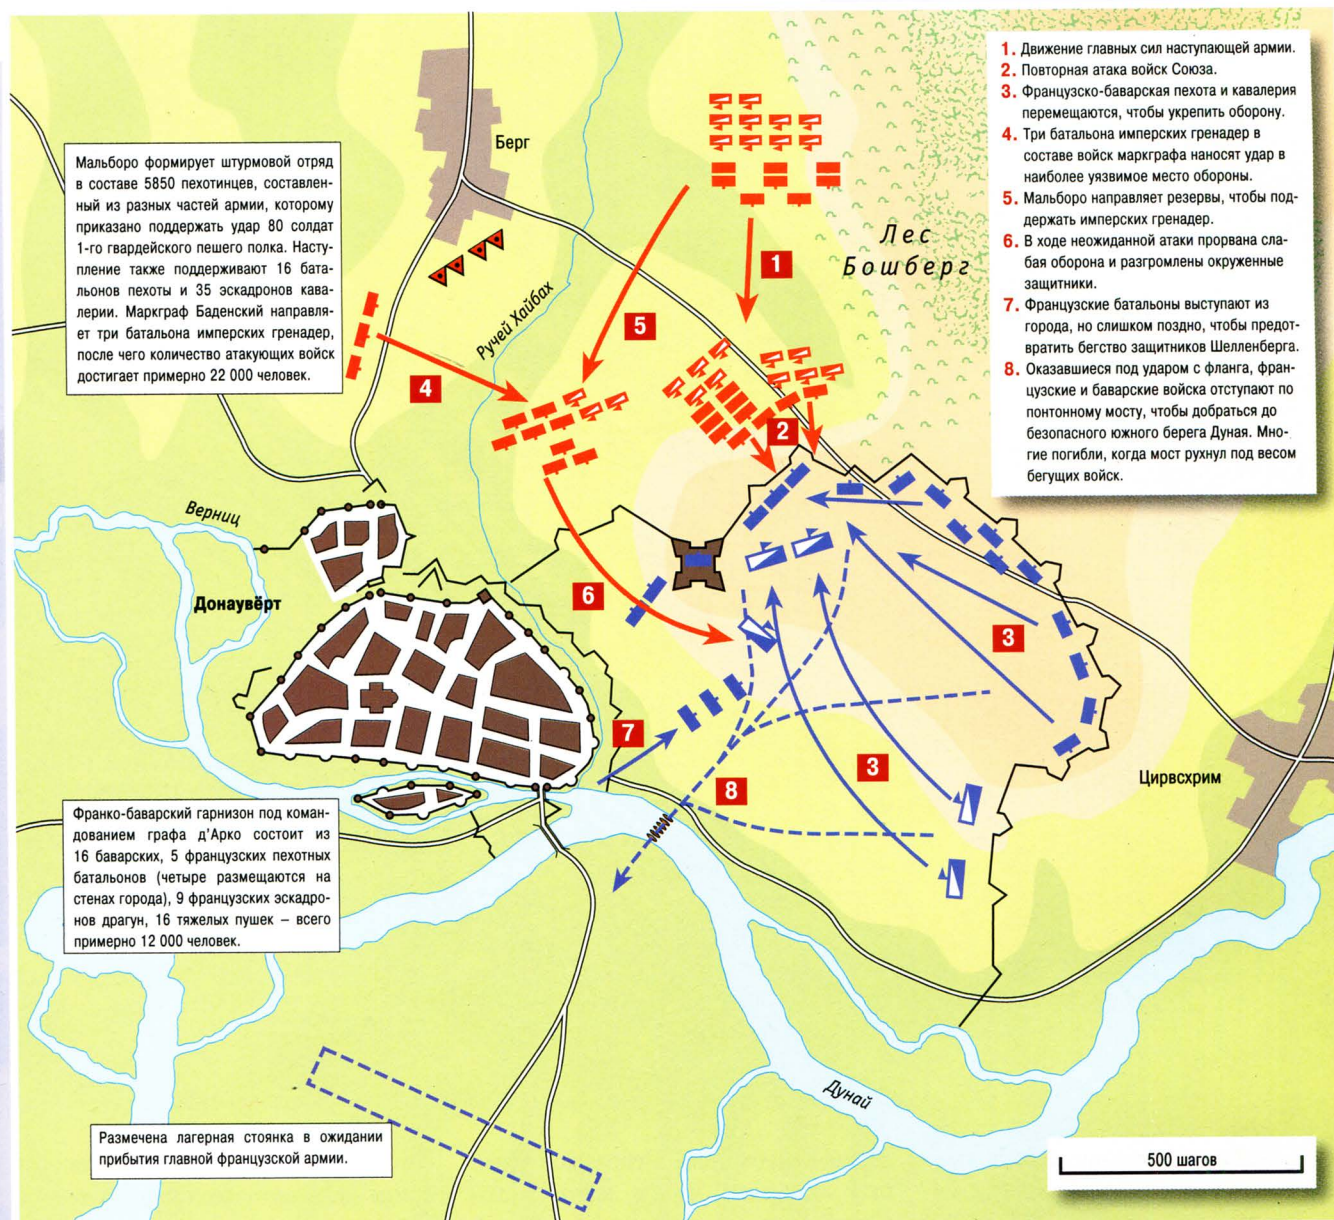 1. Движение главных сил наступающей армии.
2. Повторная атака войск Союза.
3. Французско-баварская пехота и кавалерия
перемещаются, чтобы укрепить оборону.
4. Три батальона имперских гренадер в
составе войск маркграфа наносят удар в
наиболее уязвимое место обороны.
5. Мальборо направляет резервы, чтобы под-
держать имперских гренадер.
6. В ходе неожиданной атаки прорвана сла-
бая оборона и разгромлены окруженные
защитники.
7. Французские батальоны выступают из
города, но слишком поздно, чтобы предот-
вратить бегство защитников Шелленберга.
8. Оказавшиеся под ударом с фланга, фран-
цузские и баварские войска отступают по
понтонному мосту, чтобы добраться до
безопасного южного берега Дуная. Мно-
гие погибли, когда мост рухнул под весом
бегущих войск.
Берг
Мальборо формирует штурмовой отряд
в составе 5850 пехотинцев, составлен-
ный из разных частей армии, которому
приказано поддержать удар 80 солдат
1-го гвардейского пешего полка. Насту-
пление также поддерживают 16 бата-
льонов пехоты и 35 эскадронов кава-
лерии. Маркграф Баденский направля-
ет три батальона имперских гренадер,
после чего количество атакующих войск
достигает примерно 22 000 человек.
Лес
Бошберг
1
Ручей Хайбах
5
4
2
Верниц
Донаувёрт
6
3
7
3
8
Цирвсхрим
Франко-баварский гарнизон под коман-
дованием графа д'Арко состоит из
16 баварских, 5 французских пехотных
батальонов (четыре размещаются на
стенах города), 9 французских эскадро-
нов драгун, 16 тяжелых пушек – всего
примерно 12 000 человек.
Дунай
Размечена лагерная стоянка в ожидании
прибытия главной французской армии.
500 шагов